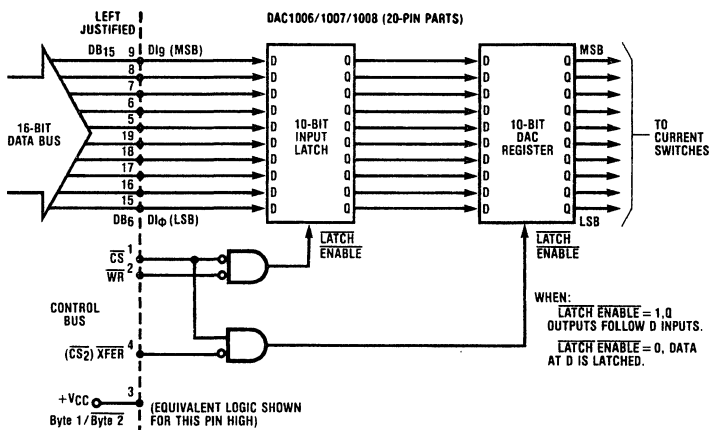 LEFT
JUSTIFIED
DAC1006/1007/1008 (20-PIN PARTS)
DB15 9 DI9 (MSB)
8
7
6
5
19
18
17
16
15
DB6 DIΦ (LSB)
16-BIT
DATA BUS
D Q
D Q
D Q
D Q
D Q
D Q
D Q
D Q
D Q
D Q
10-BIT
INPUT
LATCH
D Q
D Q
D Q
D Q
D Q
D Q
D Q
D Q
D Q
D Q
10-BIT
DAC
REGISTER
MSB
LSB
TO
CURRENT
SWITCHES
LATCH
ENABLE
LATCH
ENABLE
CS 1
WR 2
CONTROL
BUS
(CS2) XFER 4
+VCC 3
Byte 1/Byte 2
(EQUIVALENT LOGIC SHOWN
FOR THIS PIN HIGH)
WHEN:
LATCH ENABLE = 1, Q
OUTPUTS FOLLOW D INPUTS.
LATCH ENABLE = 0, DATA
AT D IS LATCHED.